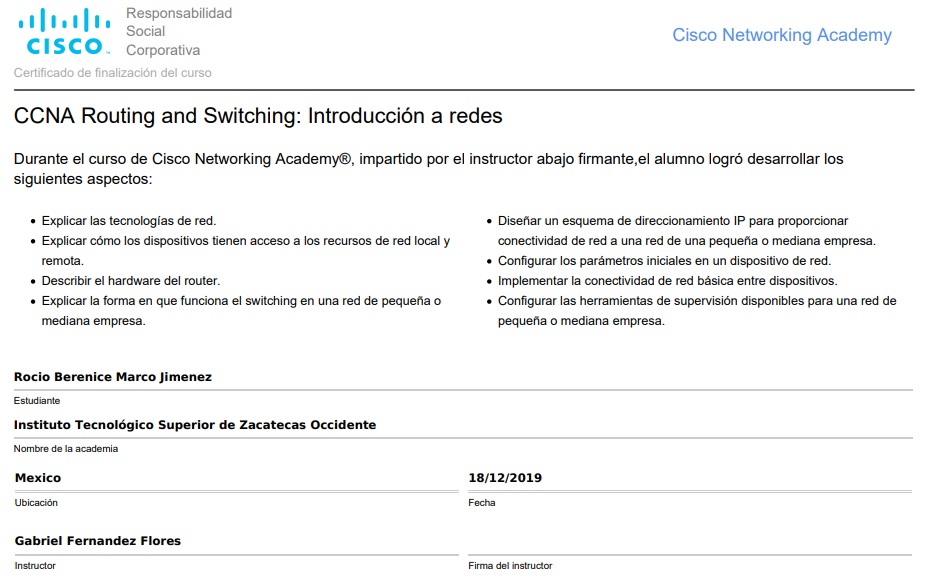 CISCO
Responsabilidad
Social
Corporativa
Cisco Networking Academy
Certificado de finalización del curso
CCNA Routing and Switching: Introducción a redes
Durante el curso de Cisco Networking Academy®, impartido por el instructor abajo firmante,el alumno logró desarrollar los
siguientes aspectos:
• Explicar las tecnologías de red.
• Explicar cómo los dispositivos tienen acceso a los recursos de red local y
remota.
• Describir el hardware del router.
• Explicar la forma en que funciona el switching en una red de pequeña o
mediana empresa.
• Diseñar un esquema de direccionamiento IP para proporcionar
conectividad de red a una red de una pequeña o mediana empresa.
• Configurar los parámetros iniciales en un dispositivo de red.
• Implementar la conectividad de red básica entre dispositivos.
• Configurar las herramientas de supervisión disponibles para una red de
pequeña o mediana empresa.
Rocio Berenice Marco Jimenez
Estudiante
Instituto Tecnológico Superior de Zacatecas Occidente
Nombre de la academia
Mexico
Ubicación
18/12/2019
Fecha
Gabriel Fernandez Flores
Instructor
Firma del instructor